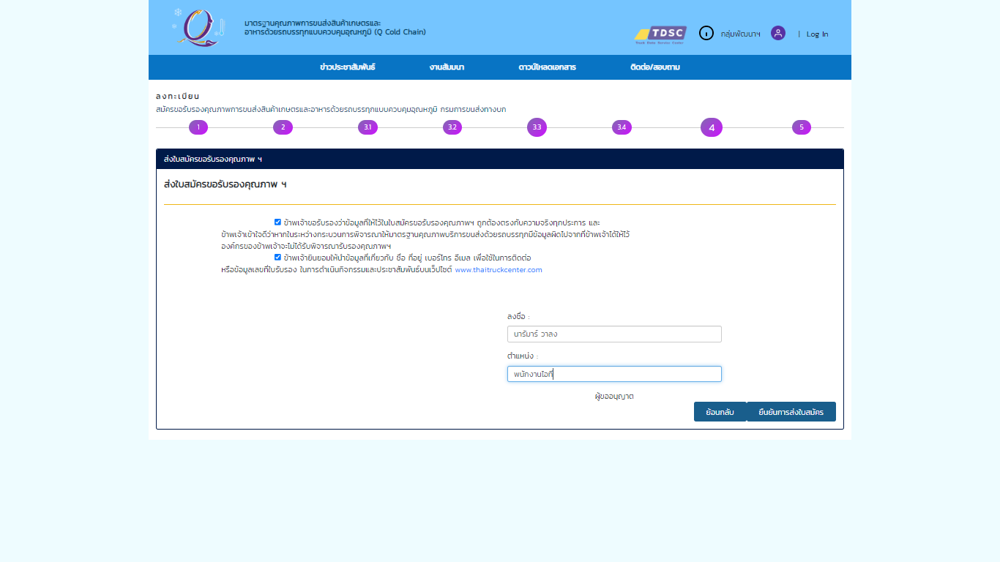 มาตรฐานคุณภาพการขนส่งสินค้าเกษตรและ
อาหารด้วยรถบรรทุกแบบควบคุมอุณหภูมิ (Q Cold Chain)
TDSC
Truck Data Service Center
กลุ่มพัฒนาฯ
| Log In
ข่าวประชาสัมพันธ์ งานสัมมนา ดาวน์โหลดเอกสาร ติดต่อ/สอบถาม
ลงทะเบียน
สมัครขอรับรองคุณภาพการขนส่งสินค้าเกษตรและอาหารด้วยรถบรรทุกแบบควบคุมอุณหภูมิ กรมการขนส่งทางบก
1 2 3.1 3.2 3.3 3.4 4 5
ส่งใบสมัครขอรับรองคุณภาพ ฯ
ส่งใบสมัครขอรับรองคุณภาพ ฯ
ข้าพเจ้าขอรับรองว่าข้อมูลที่ให้ไว้ในใบสมัครขอรับรองคุณภาพฯ ถูกต้องตรงกับความจริงทุกประการ และ
ข้าพเจ้าเข้าใจดีว่าหากในระหว่างกระบวนการพิจารณาให้มาตรฐานคุณภาพบริการขนส่งด้วยรถบรรทุกมีข้อมูลผิดไปจากที่ข้าพเจ้าได้ให้ไว้
องค์กรของข้าพเจ้าจะไม่ได้รับพิจารณารับรองคุณภาพฯ
ข้าพเจ้ายินยอมให้นำข้อมูลที่เกี่ยวกับ ชื่อ ที่อยู่ เบอร์โทร อีเมล เพื่อใช้ในการติดต่อ
หรือข้อมูลเลขที่ใบรับรอง ในการดำเนินกิจกรรมและประชาสัมพันธ์บนเว็บไซต์ www.thaitruckcenter.com
ลงชื่อ :
นารัมาร์ วาลง
ตำแหน่ง :
พนักงานไอที
ผู้ขออนุญาต
ย้อนกลับ ยืนยันการส่งใบสมัคร